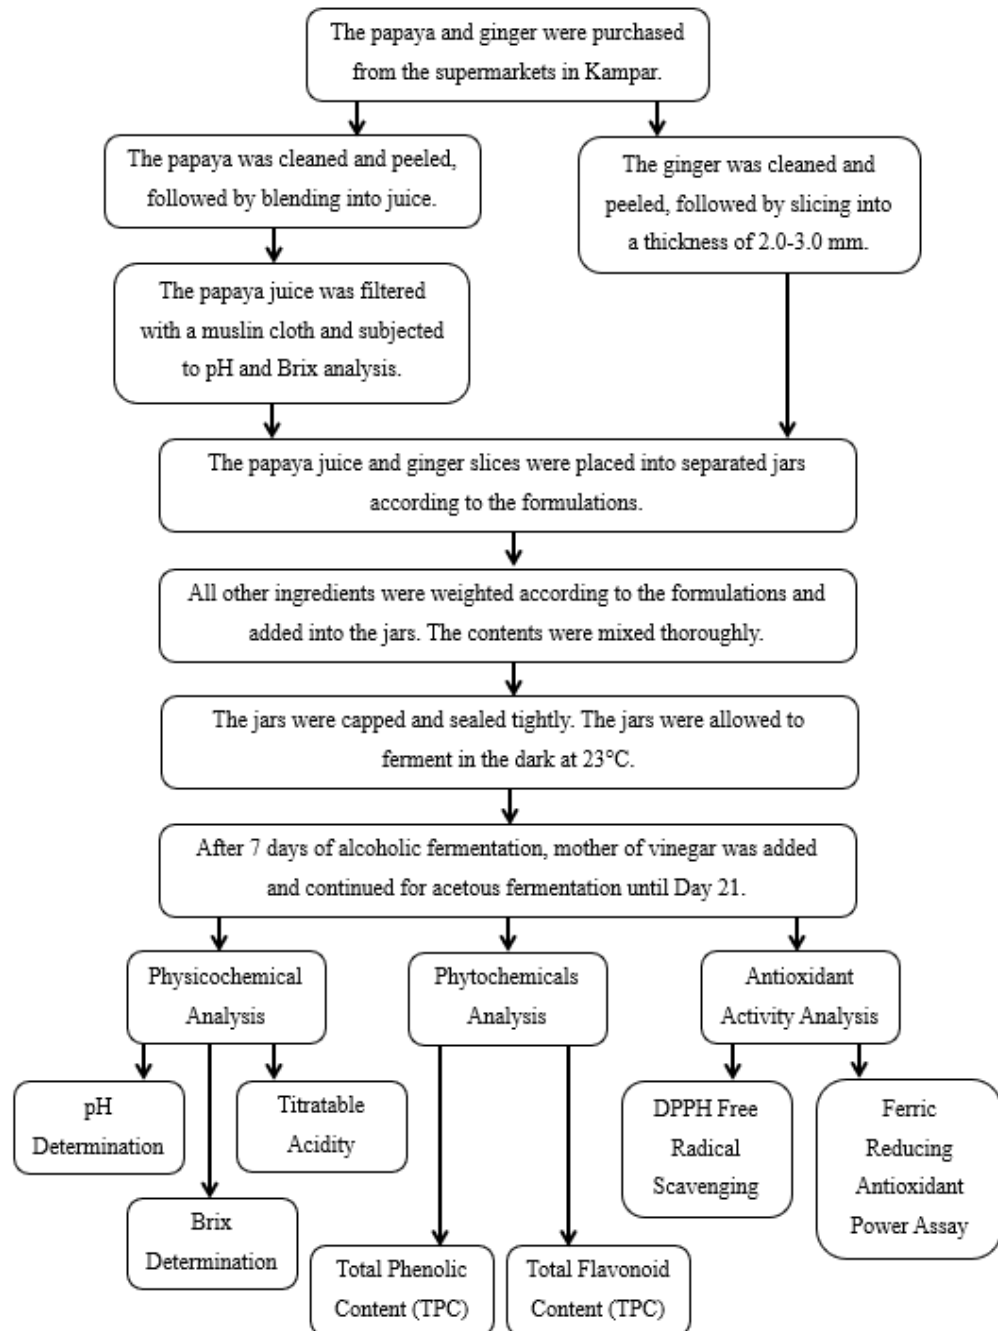 The papaya and ginger were purchased
from the supermarkets in Kampar.
The papaya was cleaned and peeled,
followed by blending into juice.
The ginger was cleaned and
peeled, followed by slicing into
a thickness of 2.0-3.0 mm.
The papaya juice was filtered
with a muslin cloth and subjected
to pH and Brix analysis.
The papaya juice and ginger slices were placed into separated jars
according to the formulations.
All other ingredients were weighted according to the formulations and
added into the jars. The contents were mixed thoroughly.
The jars were capped and sealed tightly. The jars were allowed to
ferment in the dark at 23°C.
After 7 days of alcoholic fermentation, mother of vinegar was added
and continued for acetous fermentation until Day 21.
Physicochemical
Analysis
Phytochemicals
Analysis
Antioxidant
Activity Analysis
pH
Determination
Titratable
Acidity
DPPH Free
Radical
Scavenging
Ferric
Reducing
Antioxidant
Power Assay
Brix
Determination
Total Phenolic
Content (TPC)
Total Flavonoid
Content (TPC)